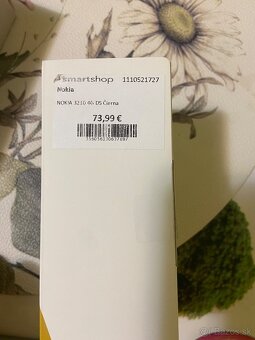 smartshop 1110521727
Nokia
NOKIA 3210 4G DS Čierna
73,99 €